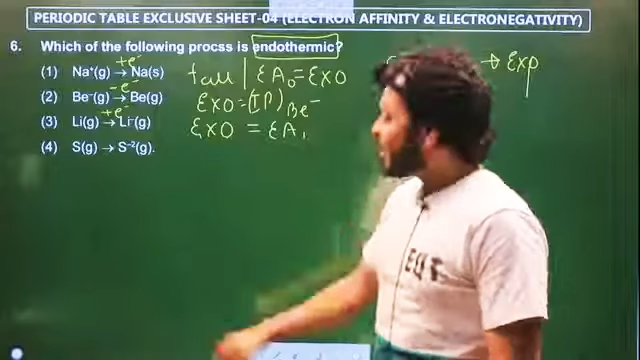 PERIODIC TABLE EXCLUSIVE SHEET-04 (ELECTRON AFFINITY & ELECTRONEGATIVITY)
6. Which of the following procss is endothermic?
+e⁻
(1) Na⁺(g) → Na(s) EA₀ = EXO → Exp
-e⁻
(2) Be⁻(g) → Be(g) EXO = (IP)Be⁻
+e⁻
(3) Li(g) → Li⁻(g) EXO = EA₁
(4) S(g) → S⁻²(g).